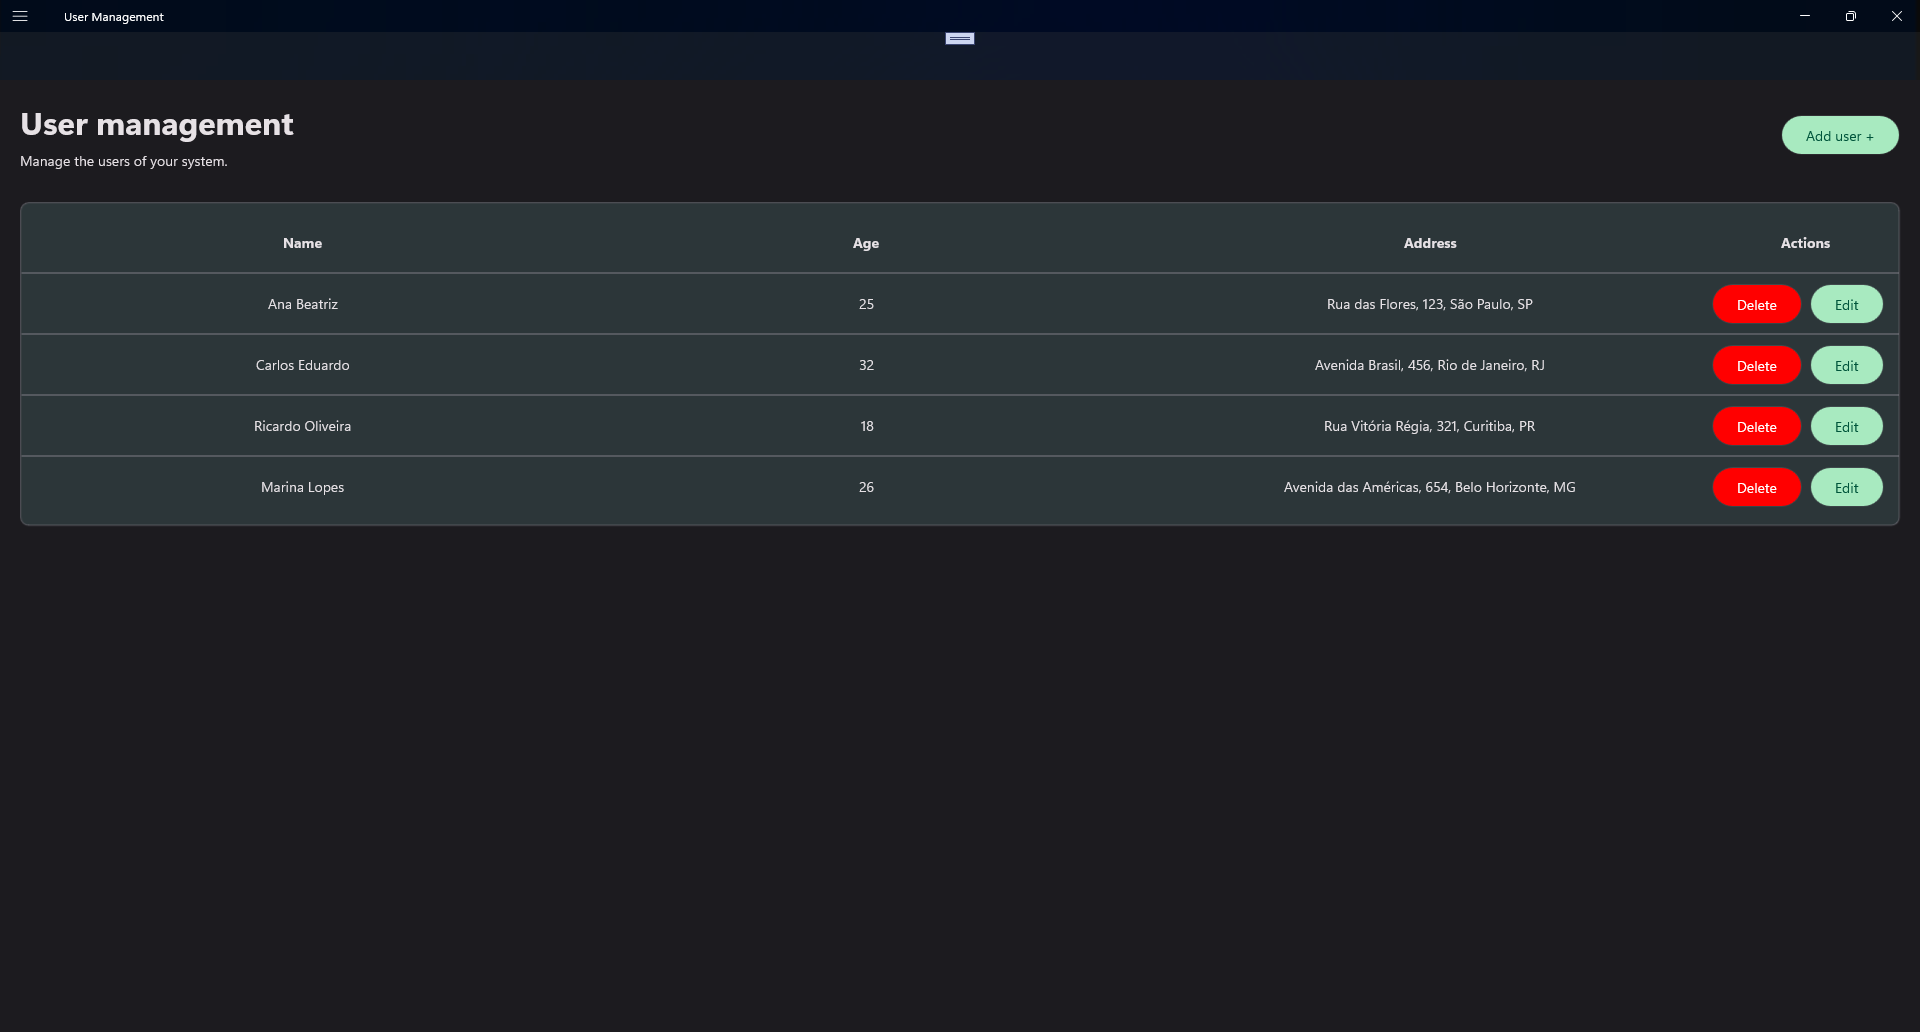 User Management
User management
Manage the users of your system.
Add user +
Name Age Address Actions
Ana Beatriz 25 Rua das Flores, 123, São Paulo, SP Delete Edit
Carlos Eduardo 32 Avenida Brasil, 456, Rio de Janeiro, RJ Delete Edit
Ricardo Oliveira 18 Rua Vitória Régia, 321, Curitiba, PR Delete Edit
Marina Lopes 26 Avenida das Américas, 654, Belo Horizonte, MG Delete Edit